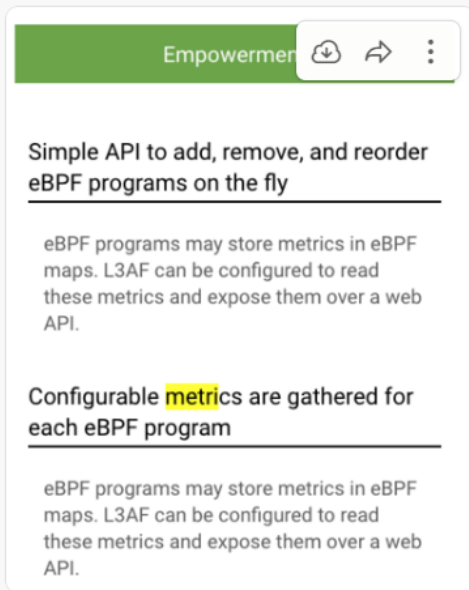 Empowermen
Simple API to add, remove, and reorder
eBPF programs on the fly
eBPF programs may store metrics in eBPF
maps. L3AF can be configured to read
these metrics and expose them over a web
API.
Configurable metrics are gathered for
each eBPF program
eBPF programs may store metrics in eBPF
maps. L3AF can be configured to read
these metrics and expose them over a web
API.